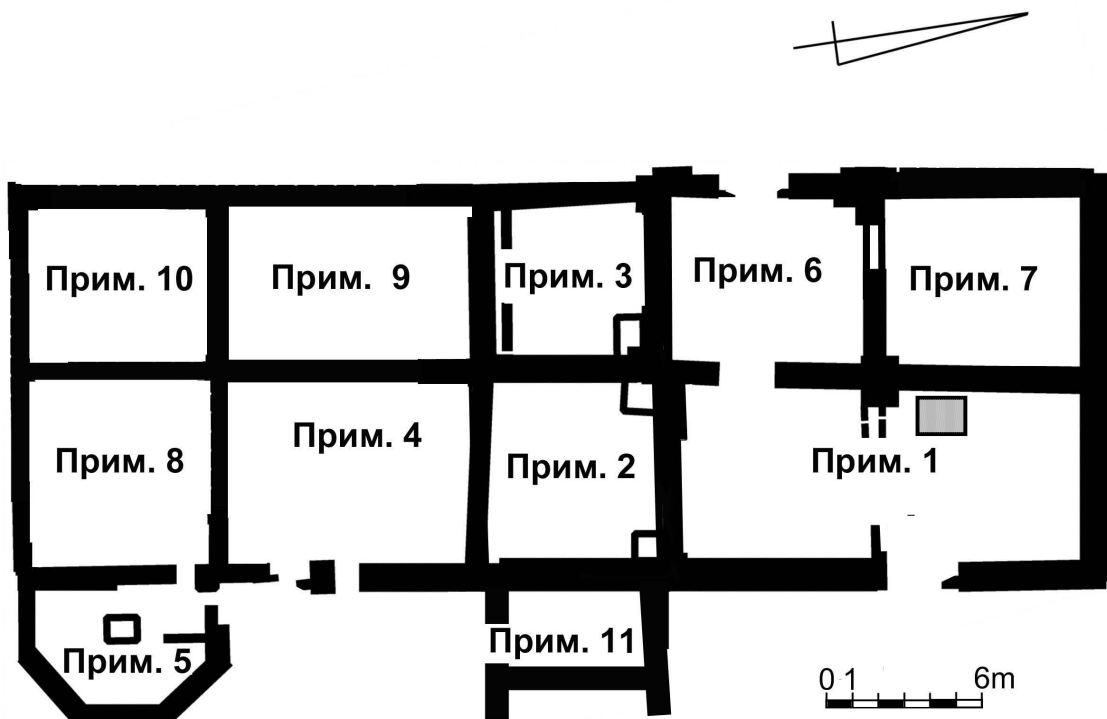 Прим. 10
Прим. 9
Прим. 3
Прим. 6
Прим. 7
Прим. 8
Прим. 4
Прим. 2
Прим. 1
Прим. 5
Прим. 11
0 1 6m